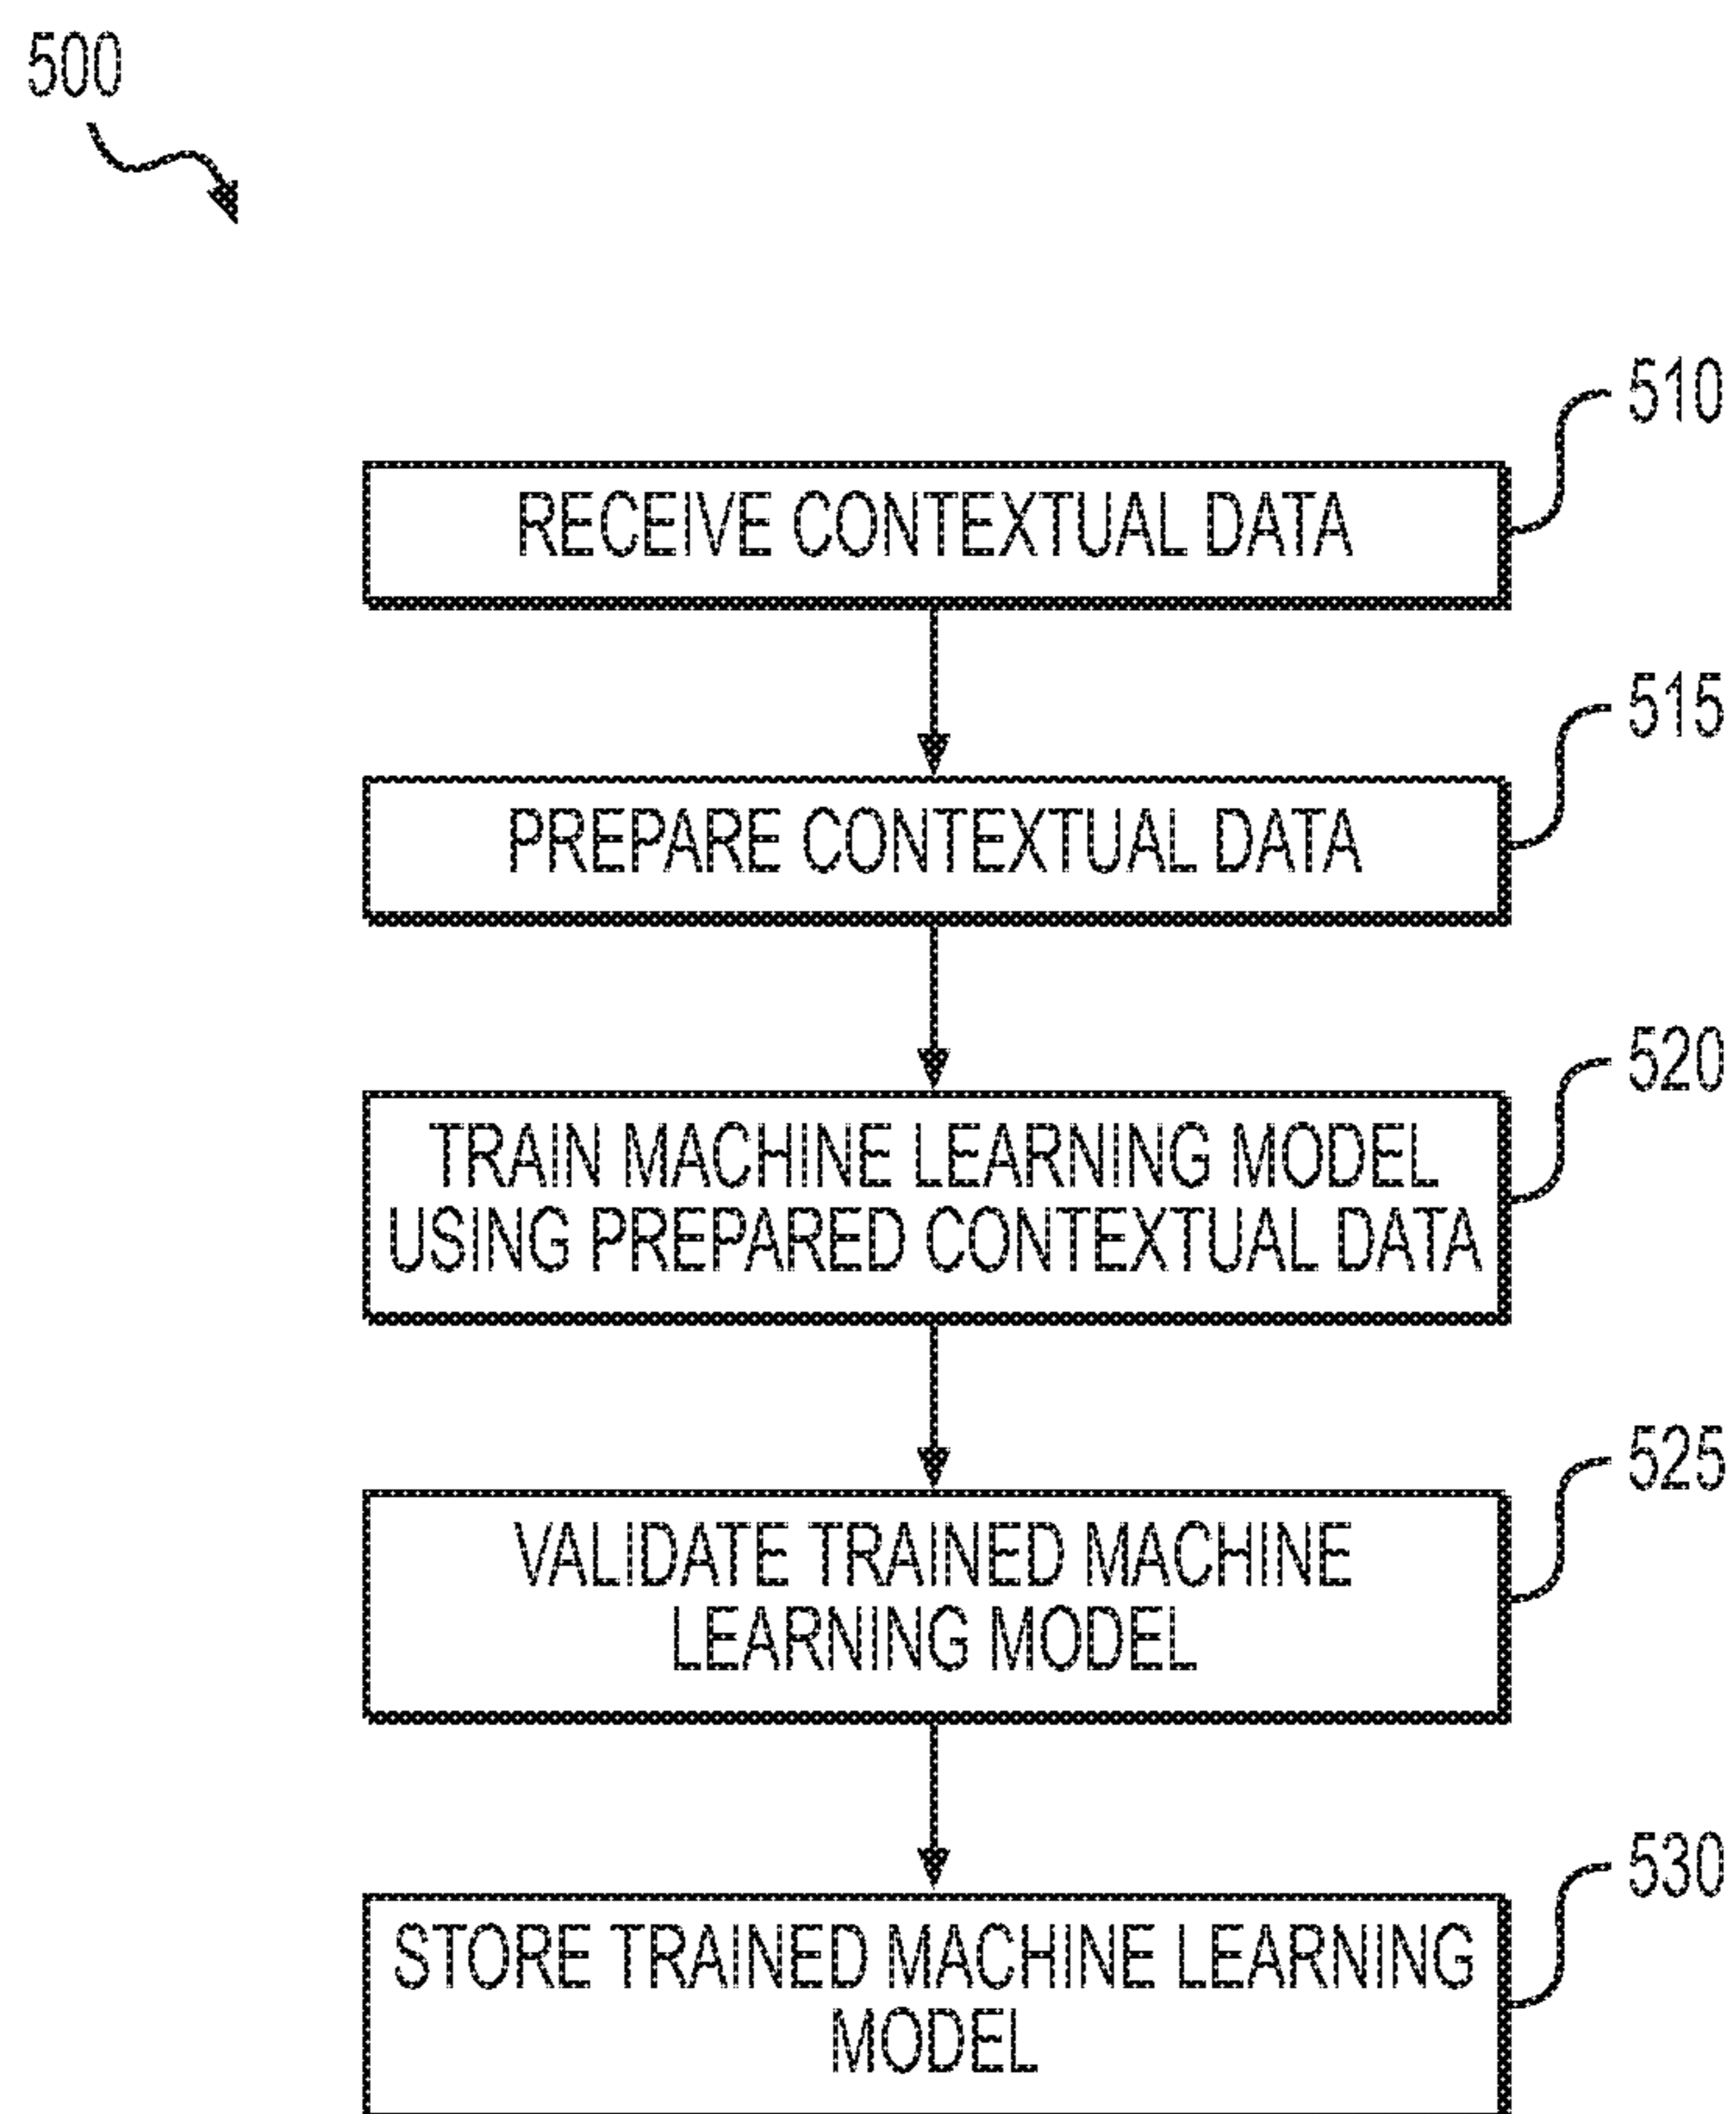 500
510
RECEIVE CONTEXTUAL DATA
515
PREPARE CONTEXTUAL DATA
520
TRAIN MACHINE LEARNING MODEL
USING PREPARED CONTEXTUAL DATA
525
VALIDATE TRAINED MACHINE
LEARNING MODEL
530
STORE TRAINED MACHINE LEARNING
MODEL